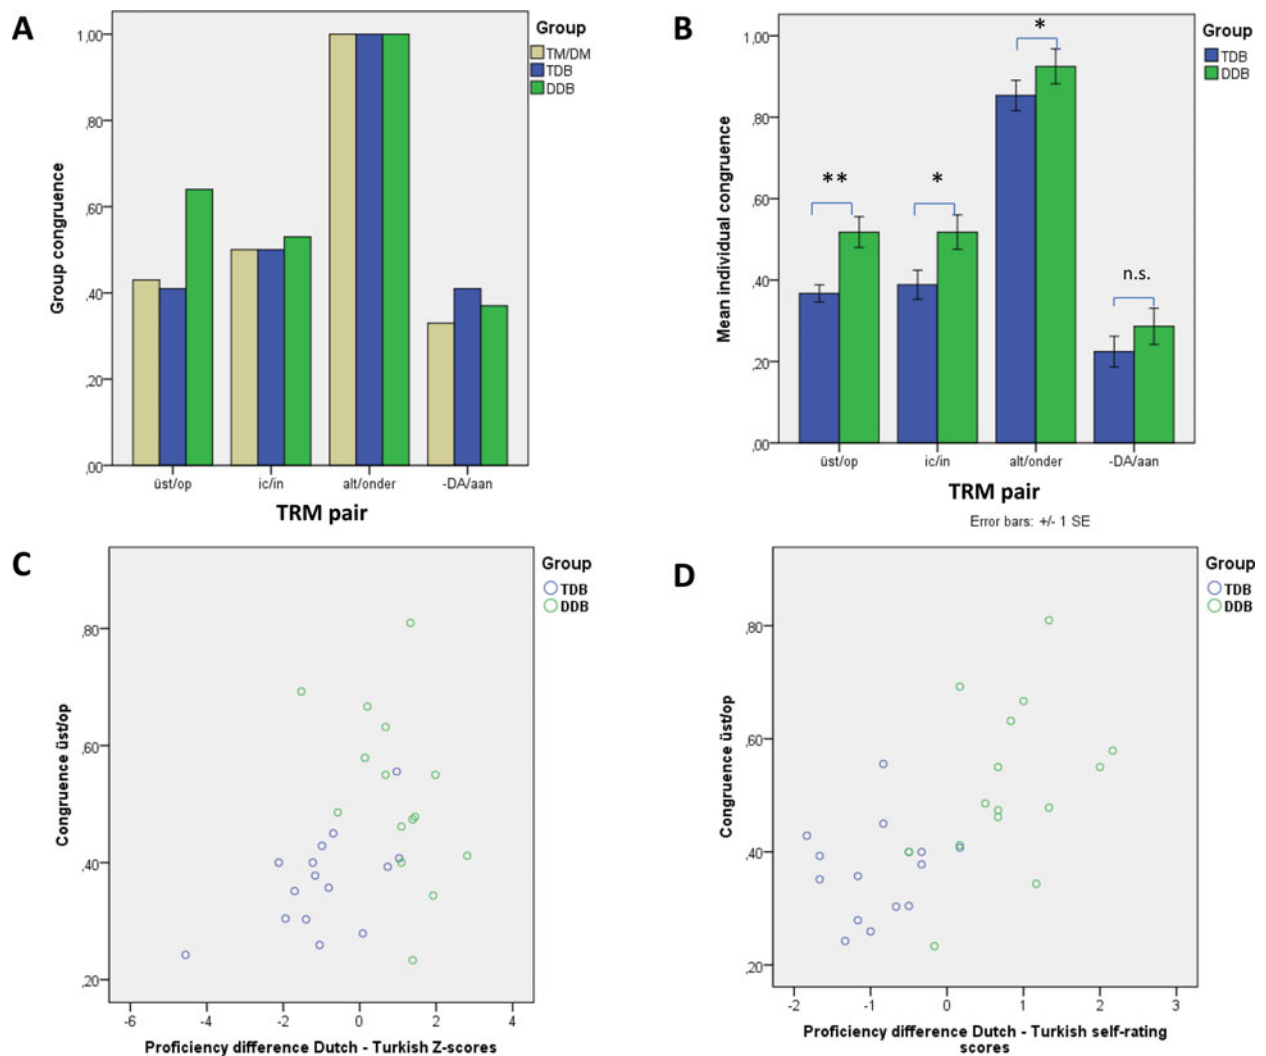 A
Group congruence
1,00
,80
,60
,40
,20
,00
üst/op ic/in alt/onder -DA/aan
TRM pair
Group
TM/DM
TDB
DDB
B
Mean individual congruence
1,00
,80
,60
,40
,20
,00
** * * n.s.
üst/op ic/in alt/onder -DA/aan
TRM pair
Error bars: +/- 1 SE
Group
TDB
DDB
C
Congruence üst/op
,80
,60
,40
,20
-6 -4 -2 0 2 4
Proficiency difference Dutch - Turkish Z-scores
Group
TDB
DDB
D
Congruence üst/op
,80
,60
,40
,20
-2 -1 0 1 2 3
Proficiency difference Dutch - Turkish self-rating
scores
Group
TDB
DDB